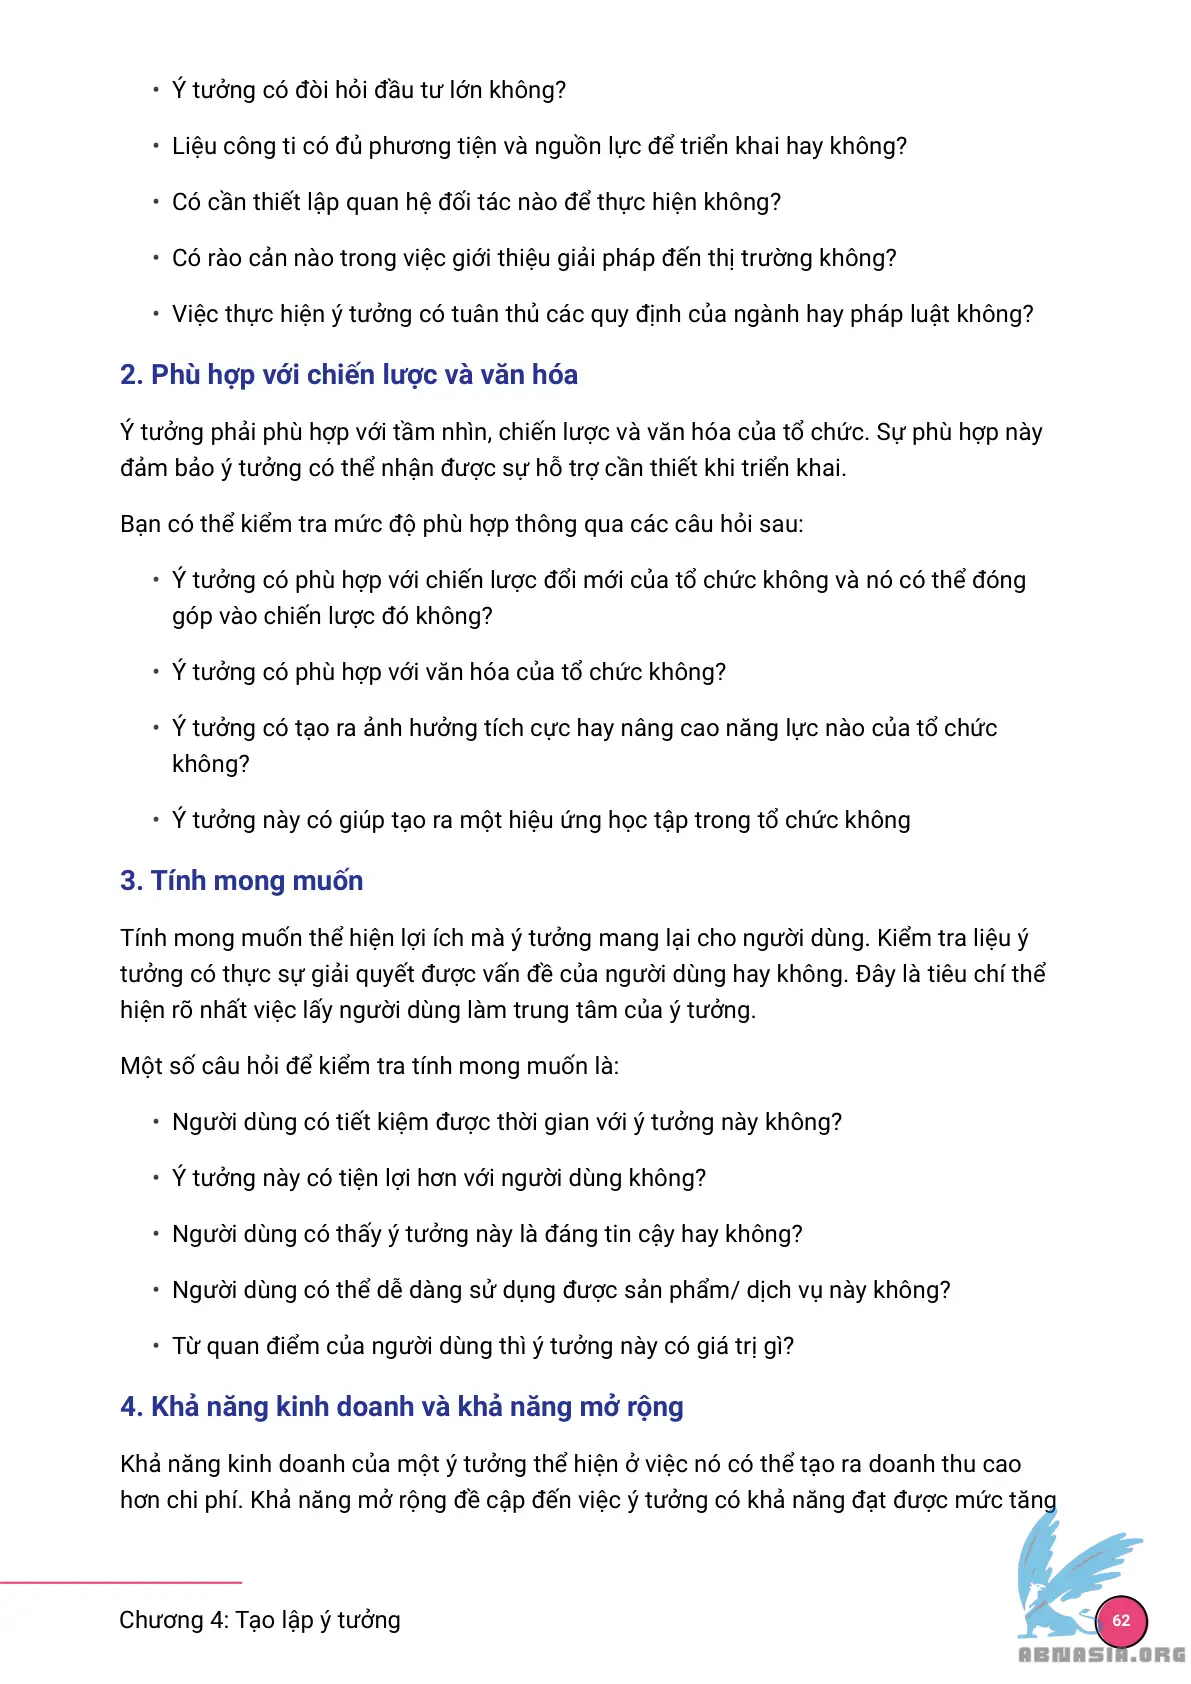 • Ý tưởng có đòi hỏi đầu tư lớn không?
• Liệu công ti có đủ phương tiện và nguồn lực để triển khai hay không?
• Có cần thiết lập quan hệ đối tác nào để thực hiện không?
• Có rào cản nào trong việc giới thiệu giải pháp đến thị trường không?
• Việc thực hiện ý tưởng có tuân thủ các quy định của ngành hay pháp luật không?
2. Phù hợp với chiến lược và văn hóa
Ý tưởng phải phù hợp với tầm nhìn, chiến lược và văn hóa của tổ chức. Sự phù hợp này
đảm bảo ý tưởng có thể nhận được sự hỗ trợ cần thiết khi triển khai.
Bạn có thể kiểm tra mức độ phù hợp thông qua các câu hỏi sau:
• Ý tưởng có phù hợp với chiến lược đổi mới của tổ chức không và nó có thể đóng
góp vào chiến lược đó không?
• Ý tưởng có phù hợp với văn hóa của tổ chức không?
• Ý tưởng có tạo ra ảnh hưởng tích cực hay nâng cao năng lực nào của tổ chức
không?
• Ý tưởng này có giúp tạo ra một hiệu ứng học tập trong tổ chức không
3. Tính mong muốn
Tính mong muốn thể hiện lợi ích mà ý tưởng mang lại cho người dùng. Kiểm tra liệu ý
tưởng có thực sự giải quyết được vấn đề của người dùng hay không. Đây là tiêu chí thể
hiện rõ nhất việc lấy người dùng làm trung tâm của ý tưởng.
Một số câu hỏi để kiểm tra tính mong muốn là:
• Người dùng có tiết kiệm được thời gian với ý tưởng này không?
• Ý tưởng này có tiện lợi hơn với người dùng không?
• Người dùng có thấy ý tưởng này là đáng tin cậy hay không?
• Người dùng có thể dễ dàng sử dụng được sản phẩm/ dịch vụ này không?
• Từ quan điểm của người dùng thì ý tưởng này có giá trị gì?
4. Khả năng kinh doanh và khả năng mở rộng
Khả năng kinh doanh của một ý tưởng thể hiện ở việc nó có thể tạo ra doanh thu cao
hơn chi phí. Khả năng mở rộng đề cập đến việc ý tưởng có khả năng đạt được mức tăng
Chương 4: Tạo lập ý tưởng
62
ABNASIA.ORG